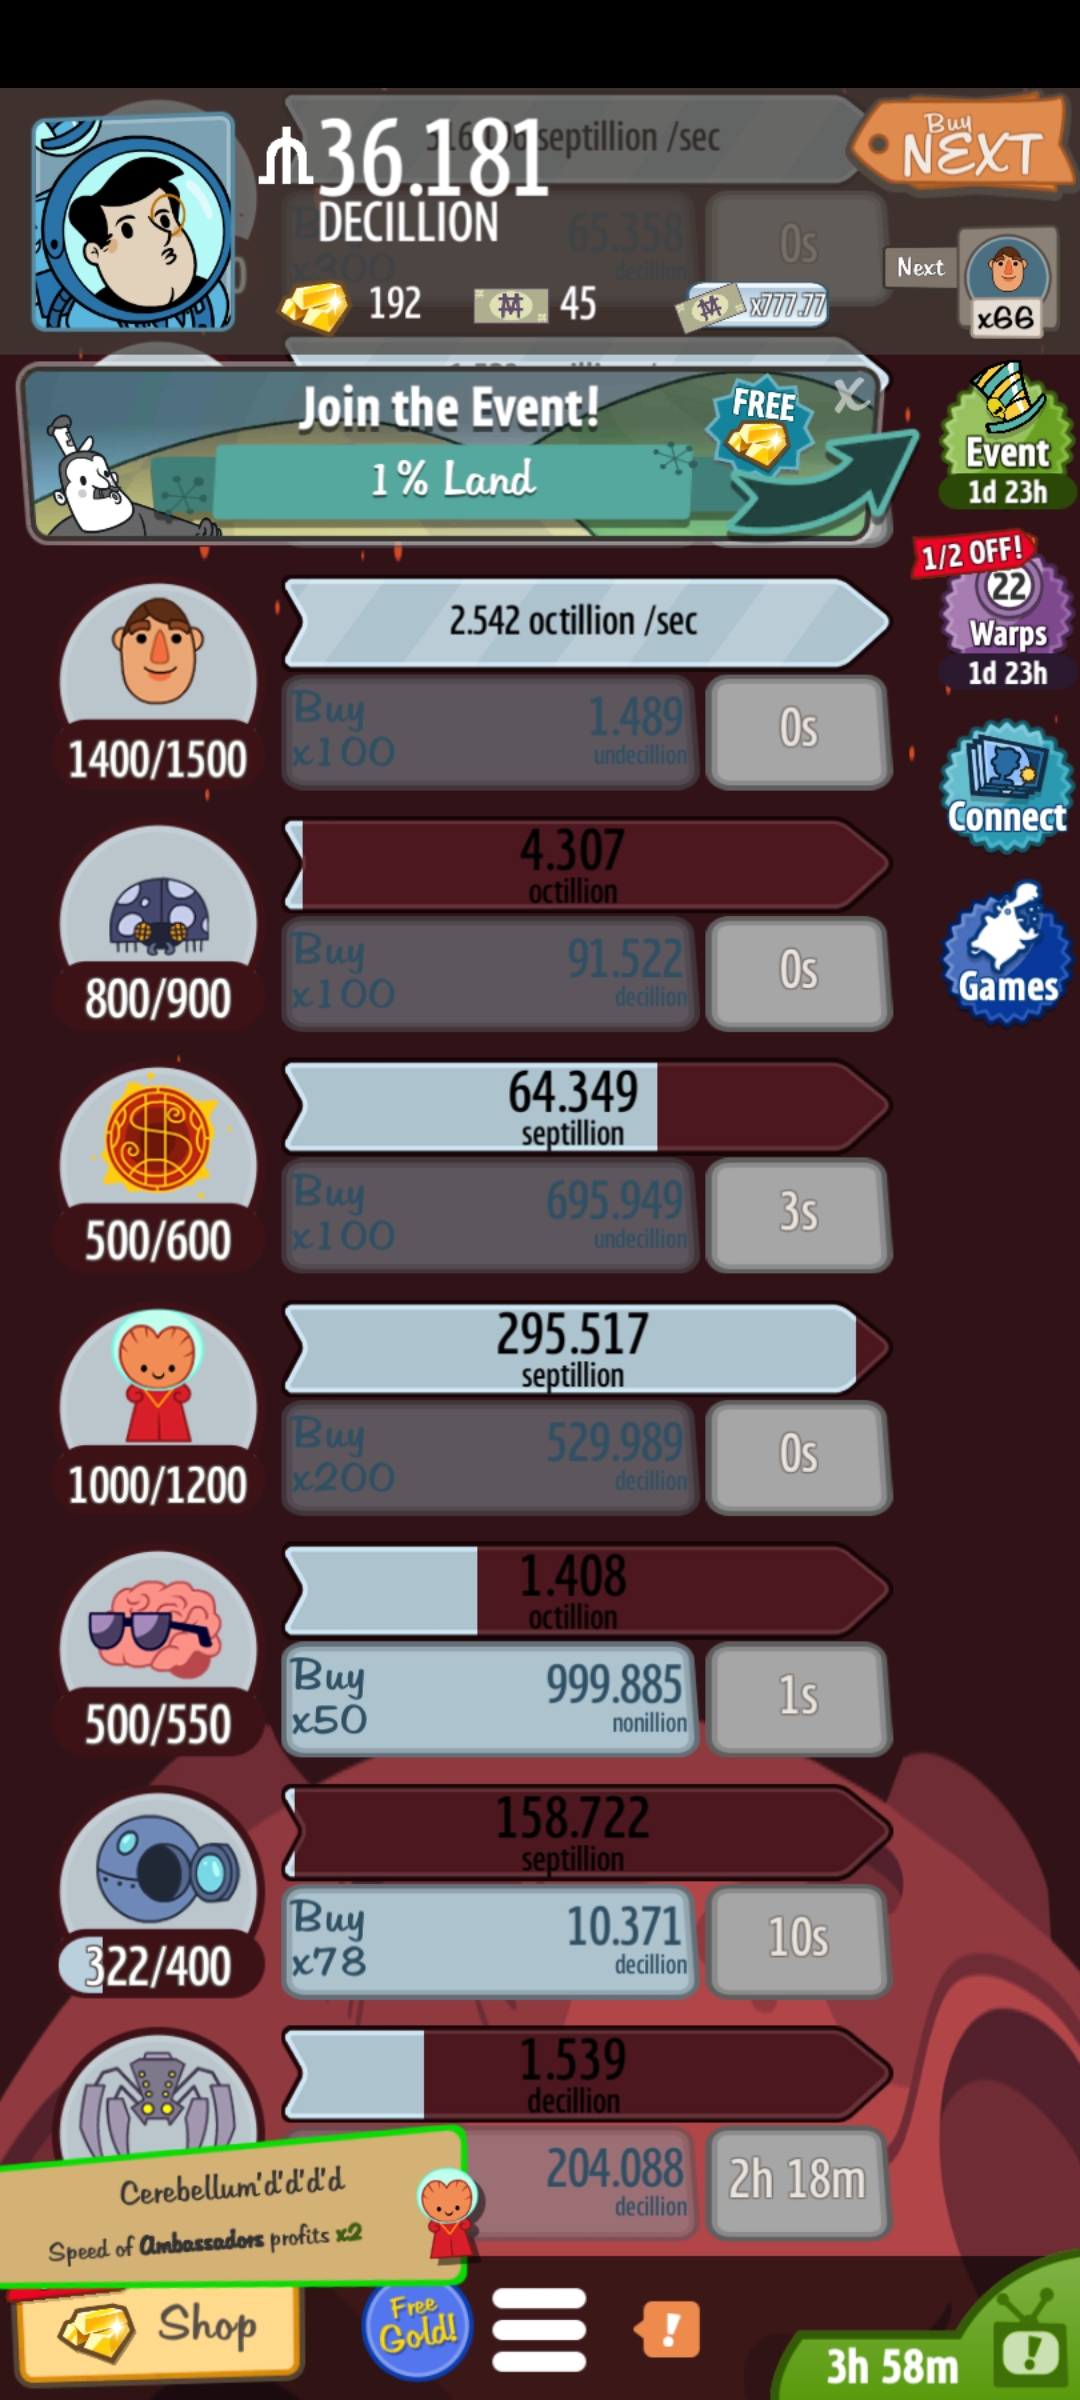 septillion /sec
36.181
DECILLION
Buy
NEXT
65.358
decillion
x300
0s
192
45
x777.77
Next
x66
Join the Event!
FREE
x
1% Land
Event
1d 23h
1/2 OFF!
22
Warps
1d 23h
2.542 octillion /sec
Buy
x100
1.489
undecillion
0s
1400/1500
Connect
4.307
octillion
Buy
x100
91.522
decillion
0s
800/900
Games
64.349
septillion
Buy
x100
695.949
undecillion
3s
500/600
295.517
septillion
Buy
x200
529.989
decillion
0s
1000/1200
1.408
octillion
Buy
x50
999.885
nonillion
1s
500/550
158.722
septillion
Buy
x78
10.371
decillion
10s
322/400
1.539
decillion
204.088
decillion
2h 18m
Cerebellum'd'd'd'd
Speed of Ambassadors profits x2
Shop
Free
Gold!
!
3h 58m
!